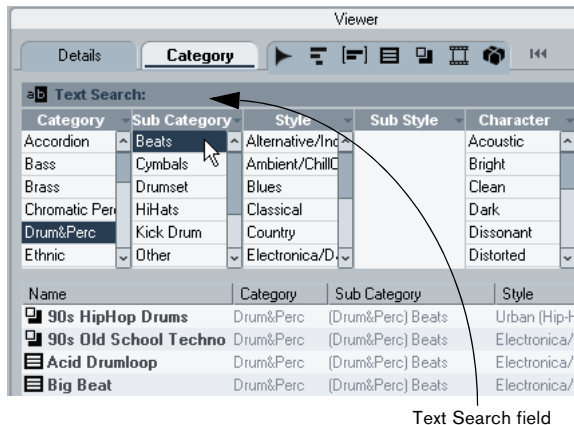 Viewer
Details Category
ab Text Search:
Category Sub Category Style Sub Style Character
Accordion Beats Alternative/Ind Acoustic
Bass Cymbals Ambient/ChillC Bright
Brass Drumset Blues Clean
Chromatic Perc HiHats Classical Dark
Drum&Perc Kick Drum Country Dissonant
Ethnic Other Electronica/D Distorted
Name Category Sub Category Style
90s HipHop Drums Drum&Perc (Drum&Perc) Beats Urban (Hip-H
90s Old School Techno Drum&Perc (Drum&Perc) Beats Electronica/
Acid Drumloop Drum&Perc (Drum&Perc) Beats Electronica/
Big Beat Drum&Perc (Drum&Perc) Beats Electronica/
Text Search field